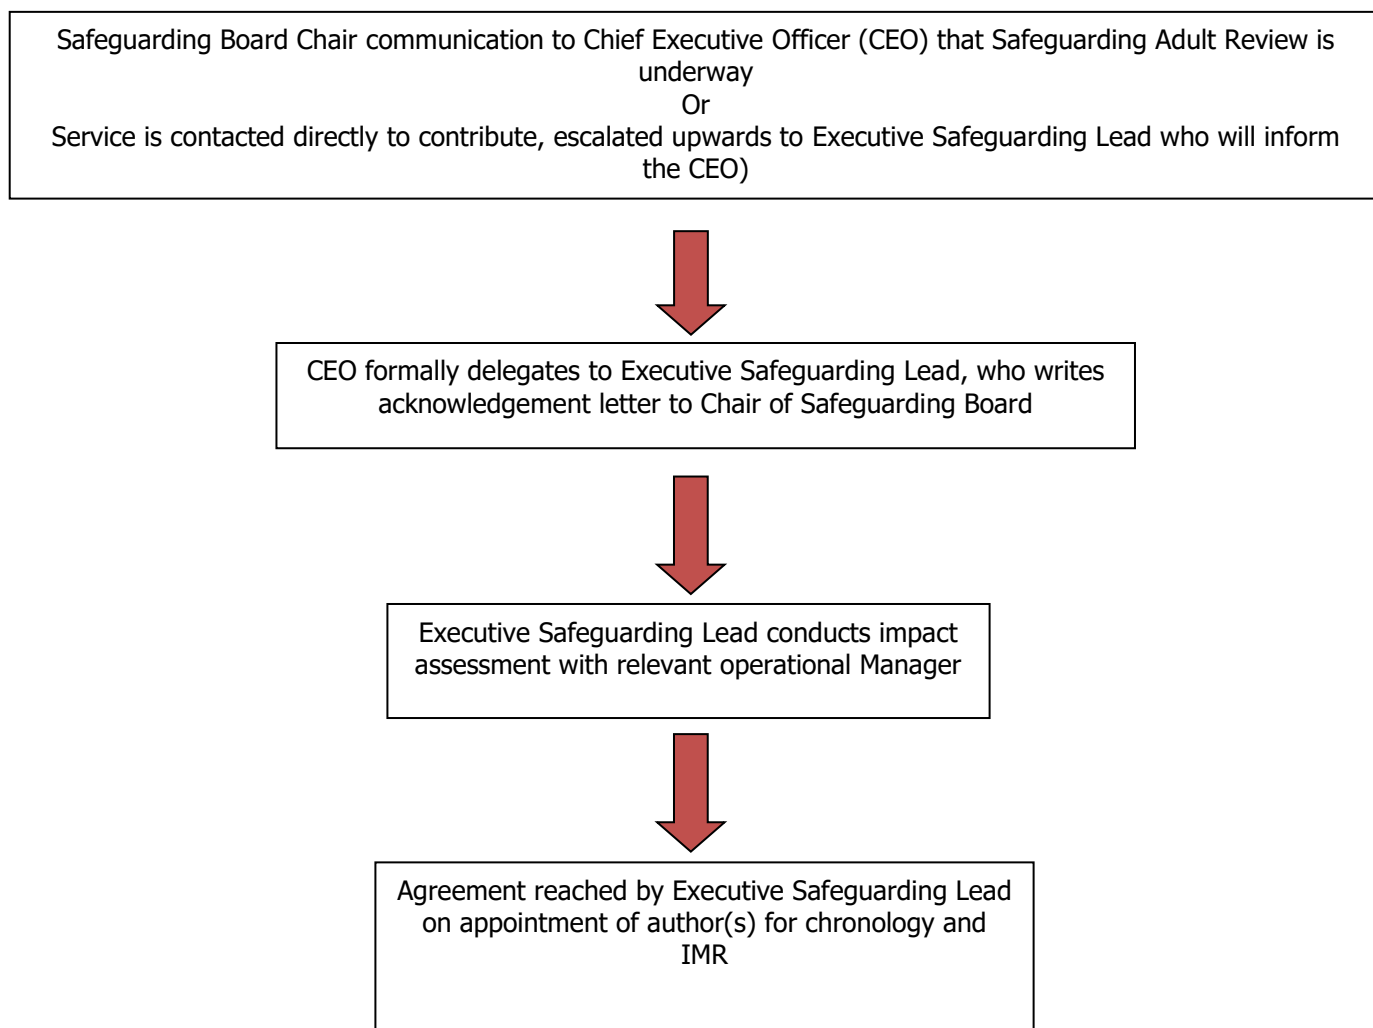 Safeguarding Board Chair communication to Chief Executive Officer (CEO) that Safeguarding Adult Review is
underway
Or
Service is contacted directly to contribute, escalated upwards to Executive Safeguarding Lead who will inform
the CEO)
CEO formally delegates to Executive Safeguarding Lead, who writes
acknowledgement letter to Chair of Safeguarding Board
Executive Safeguarding Lead conducts impact
assessment with relevant operational Manager
Agreement reached by Executive Safeguarding Lead
on appointment of author(s) for chronology and
IMR